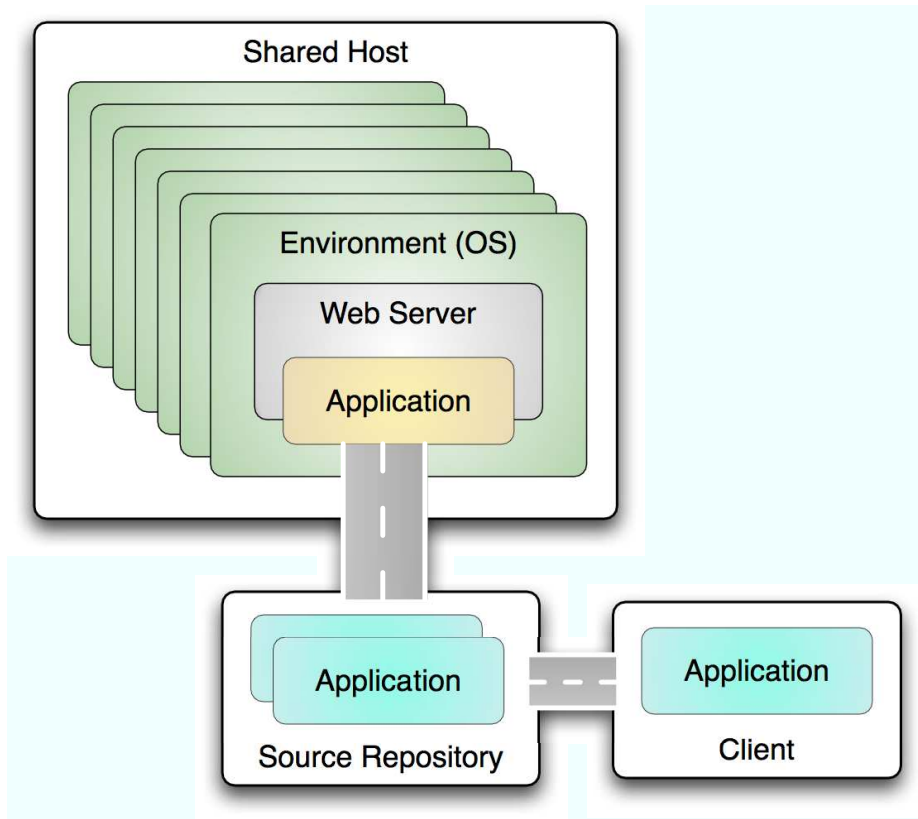 Shared Host
Environment (OS)
Web Server
Application
Application
Source Repository
Application
Client